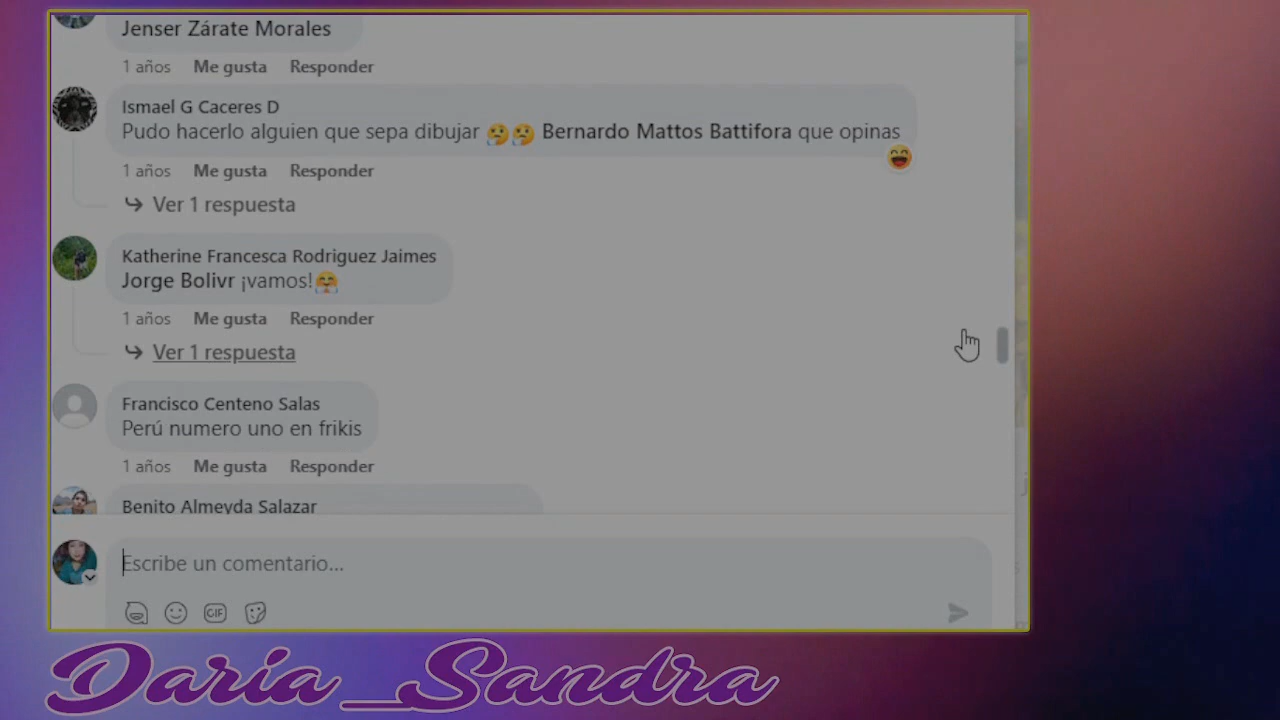 Jenser Zárate Morales
1 años Me gusta Responder
Ismael G Caceres D
Pudo hacerlo alguien que sepa dibujar 🤧🤧 Bernardo Mattos Battifora que opinas
1 años Me gusta Responder
Ver 1 respuesta
Katherine Francesca Rodriguez Jaimes
Jorge Bolivr ¡vamos!
1 años Me gusta Responder
Ver 1 respuesta
Francisco Centeno Salas
Perú numero uno en frikis
1 años Me gusta Responder
Benito Almeyda Salazar
Escribe un comentario...
GIF
Daria_Sandra